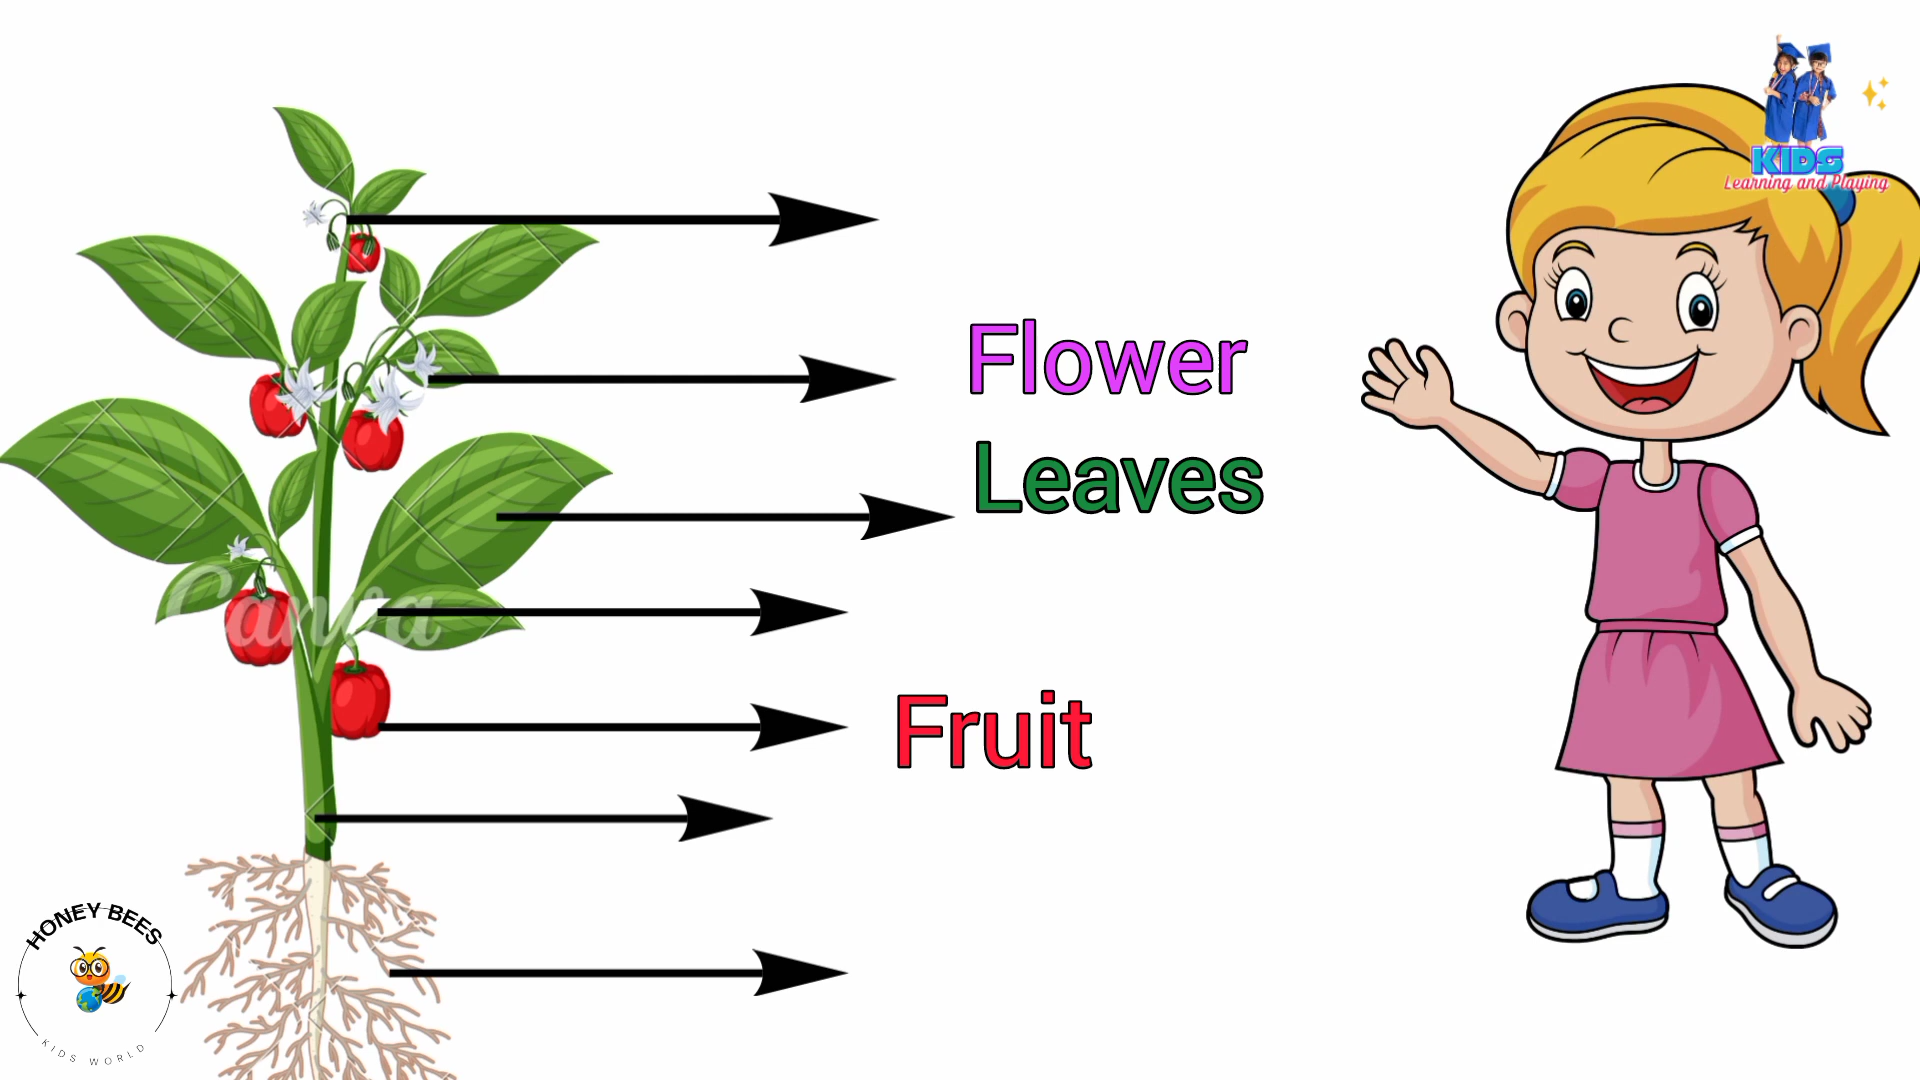 KIDS
Learning and Playing
Flower
Leaves
Canva
Fruit
HONEY BEES
KIDS WORLD